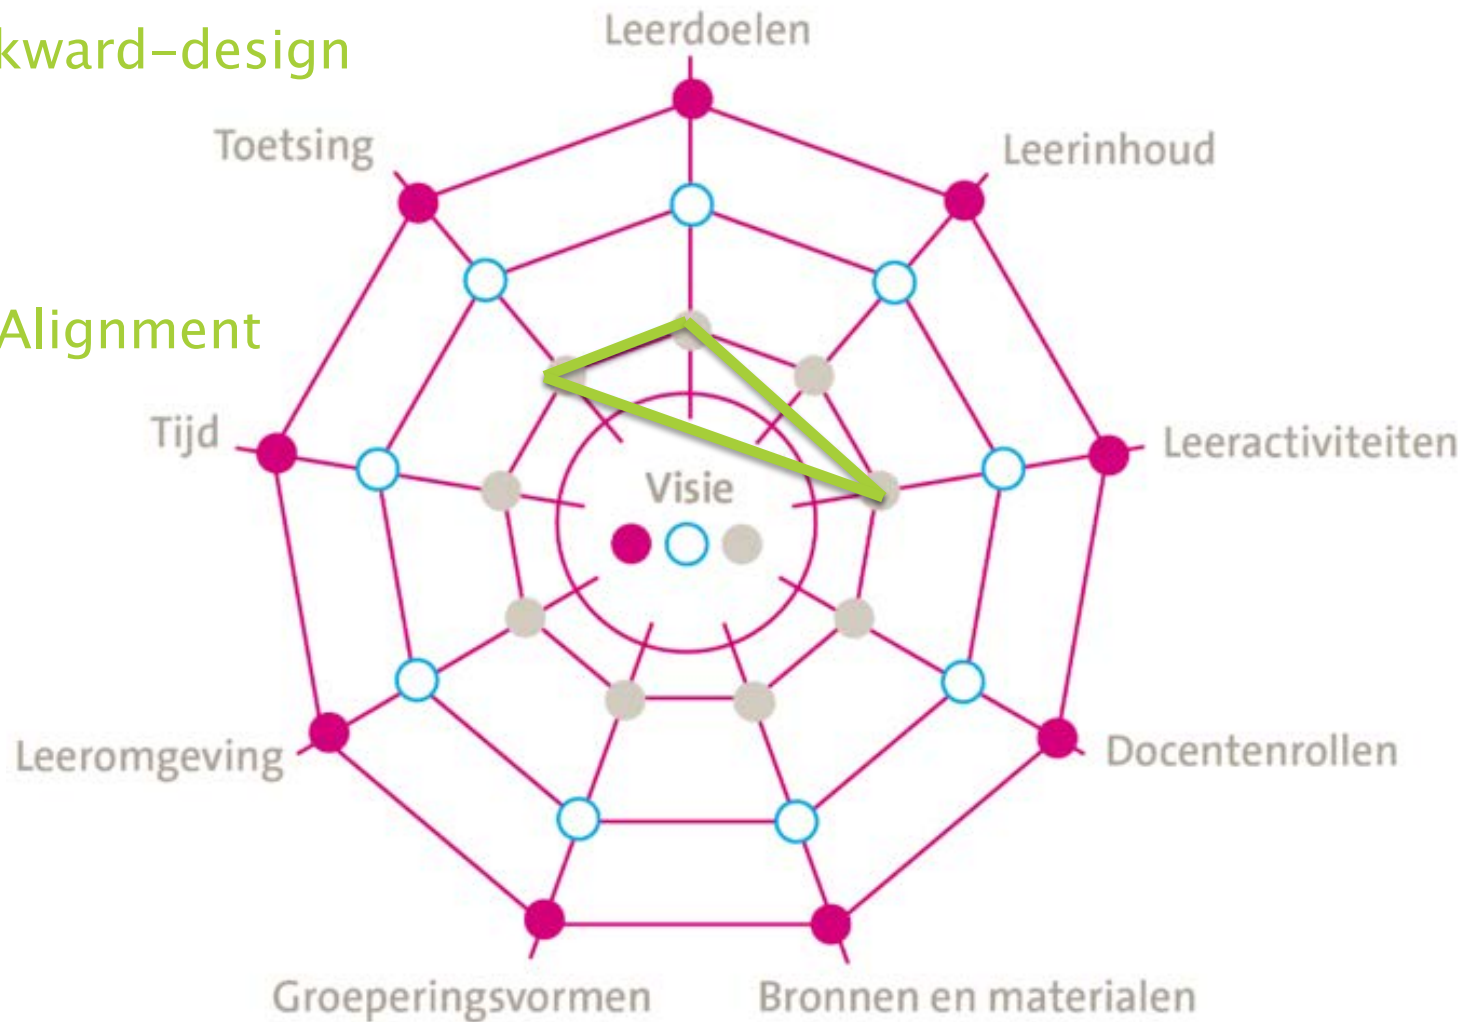 kward-design
Leerdoelen
Toetsing
Leerinhoud
Alignment
Tijd
Leeractiviteiten
Visie
Leeromgeving
Docentenrollen
Groeperingsvormen
Bronnen en materialen